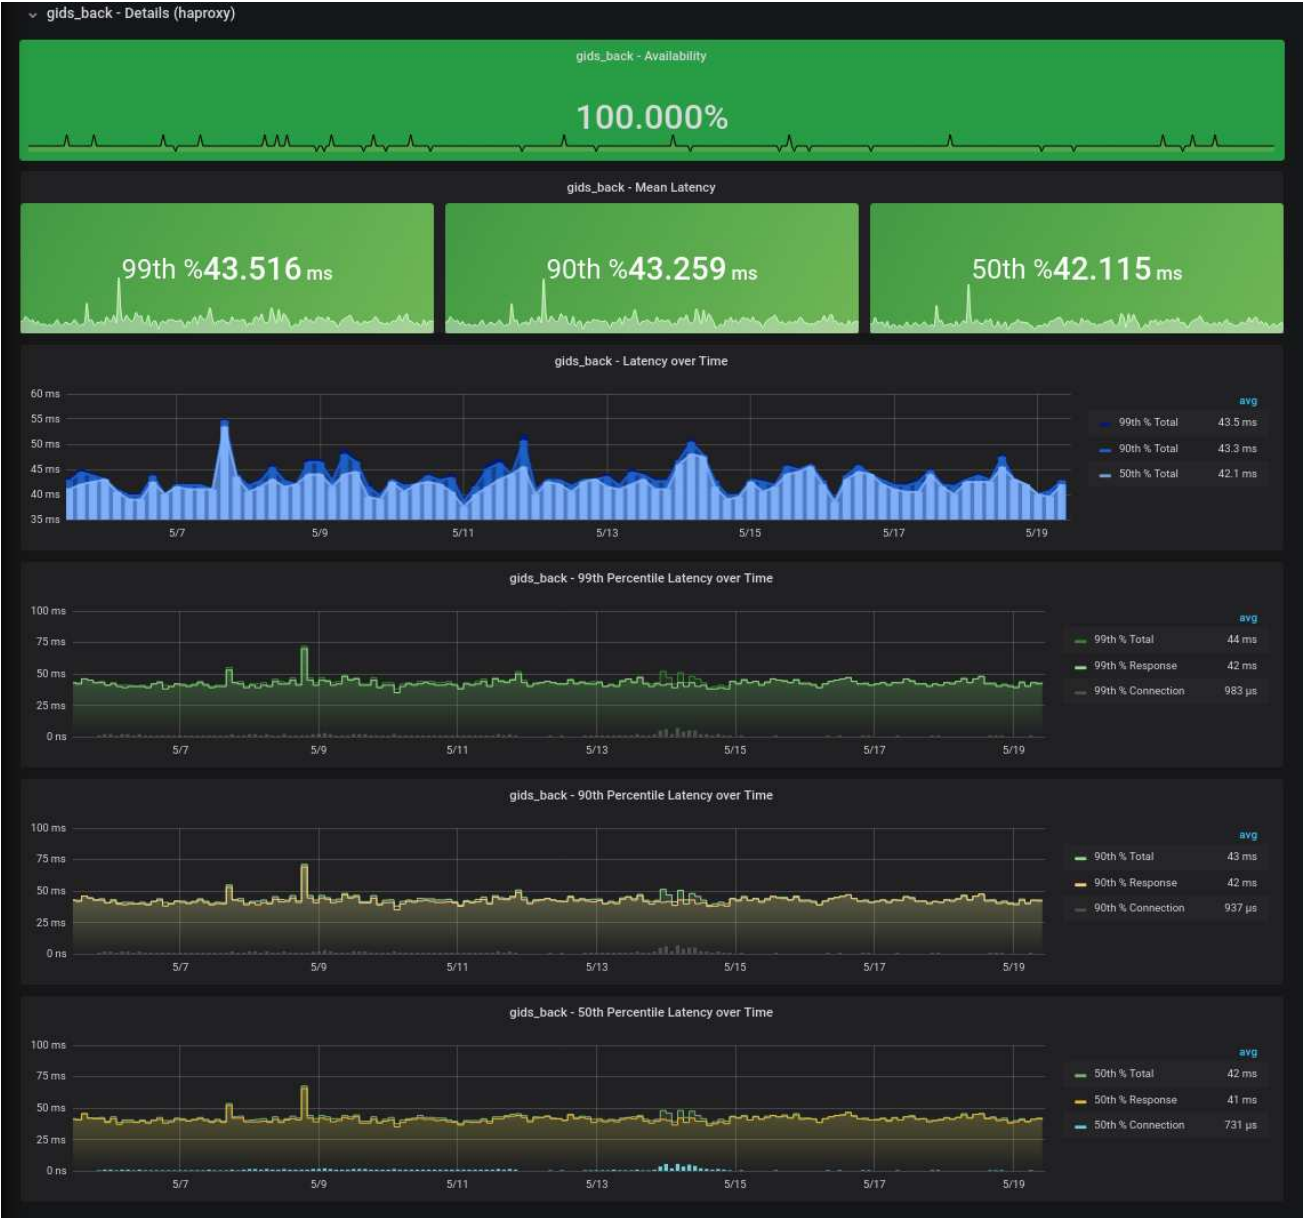 gids_back - Details (haproxy)
gids_back - Availability
100.000%
gids_back - Mean Latency
99th %43.516 ms
90th %43.259 ms
50th %42.115 ms
gids_back - Latency over Time
60 ms
55 ms
50 ms
45 ms
40 ms
35 ms
5/7 5/9 5/11 5/13 5/15 5/17 5/19
avg
99th % Total 43.5 ms
90th % Total 43.3 ms
50th % Total 42.1 ms
gids_back - 99th Percentile Latency over Time
100 ms
75 ms
50 ms
25 ms
0 ns
5/7 5/9 5/11 5/13 5/15 5/17 5/19
avg
99th % Total 44 ms
99th % Response 42 ms
99th % Connection 983 µs
gids_back - 90th Percentile Latency over Time
100 ms
75 ms
50 ms
25 ms
0 ns
5/7 5/9 5/11 5/13 5/15 5/17 5/19
avg
90th % Total 43 ms
90th % Response 42 ms
90th % Connection 937 µs
gids_back - 50th Percentile Latency over Time
100 ms
75 ms
50 ms
25 ms
0 ns
5/7 5/9 5/11 5/13 5/15 5/17 5/19
avg
50th % Total 42 ms
50th % Response 41 ms
50th % Connection 731 µs